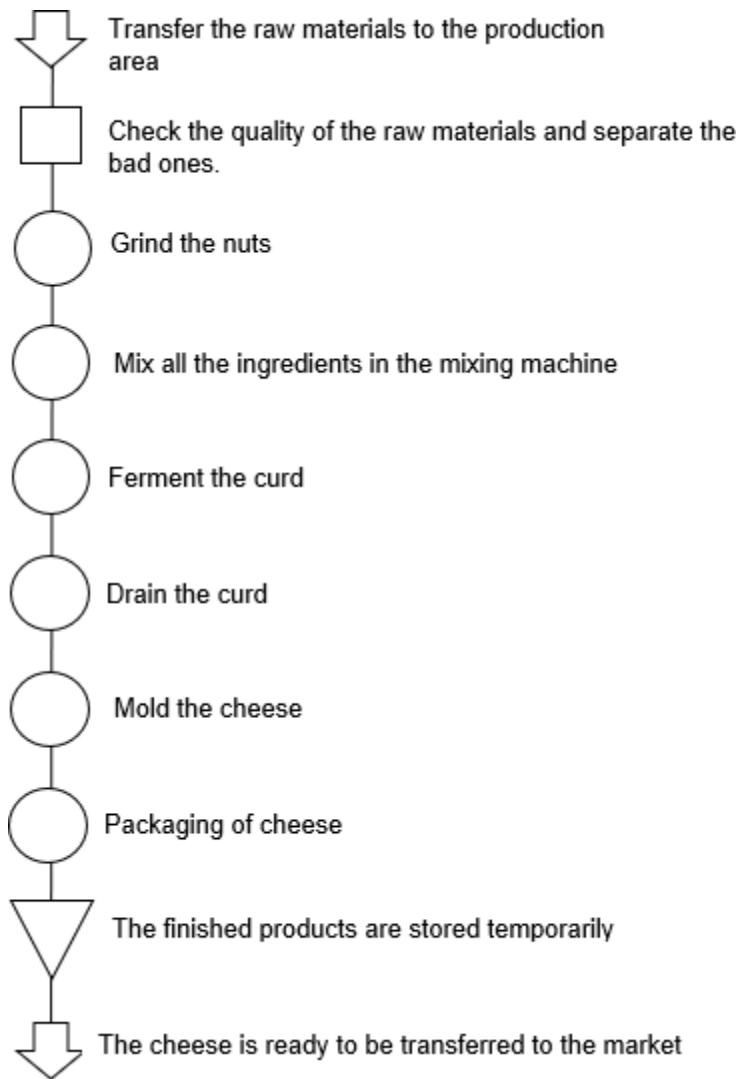 Transfer the raw materials to the production
area
Check the quality of the raw materials and separate the
bad ones.
Grind the nuts
Mix all the ingredients in the mixing machine
Ferment the curd
Drain the curd
Mold the cheese
Packaging of cheese
The finished products are stored temporarily
The cheese is ready to be transferred to the market